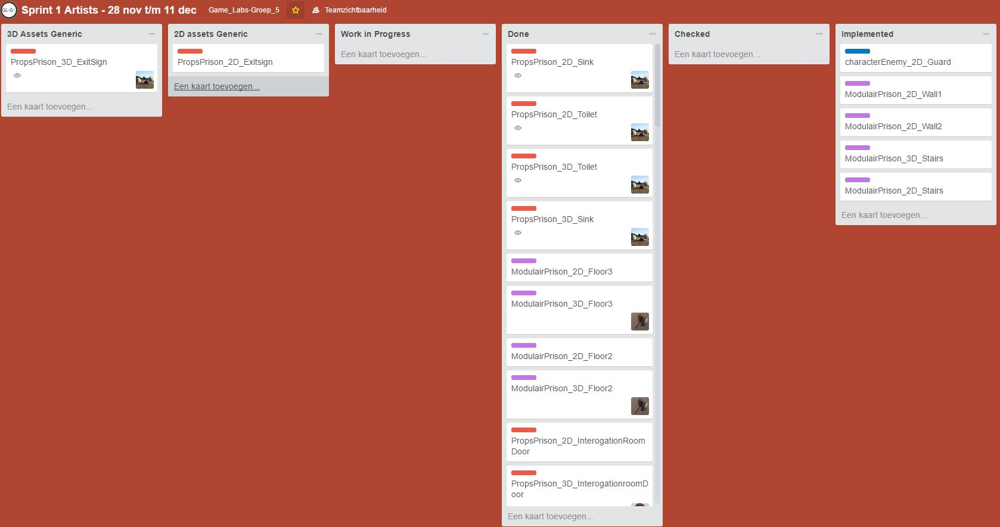 GL-G5
Sprint 1 Artists - 28 nov t/m 11 dec
Game_Labs-Groep_5
Teamzichtbaarheid
3D Assets Generic
PropsPrison_3D_ExitSign
Een kaart toevoegen...
2D assets Generic
PropsPrison_2D_Exitsign
Een kaart toevoegen...
Work in Progress
Een kaart toevoegen...
Done
PropsPrison_2D_Sink
PropsPrison_2D_Toilet
PropsPrison_3D_Toilet
PropsPrison_3D_Sink
ModulairPrison_2D_Floor3
ModulairPrison_3D_Floor3
ModulairPrison_2D_Floor2
ModulairPrison_3D_Floor2
PropsPrison_2D_InterogationRoom
Door
PropsPrison_3D_InterogationroomD
oor
Een kaart toevoegen...
Checked
Een kaart toevoegen...
Implemented
characterEnemy_2D_Guard
ModulairPrison_2D_Wall1
ModulairPrison_2D_Wall2
ModulairPrison_3D_Stairs
ModulairPrison_2D_Stairs
Een kaart toevoegen...